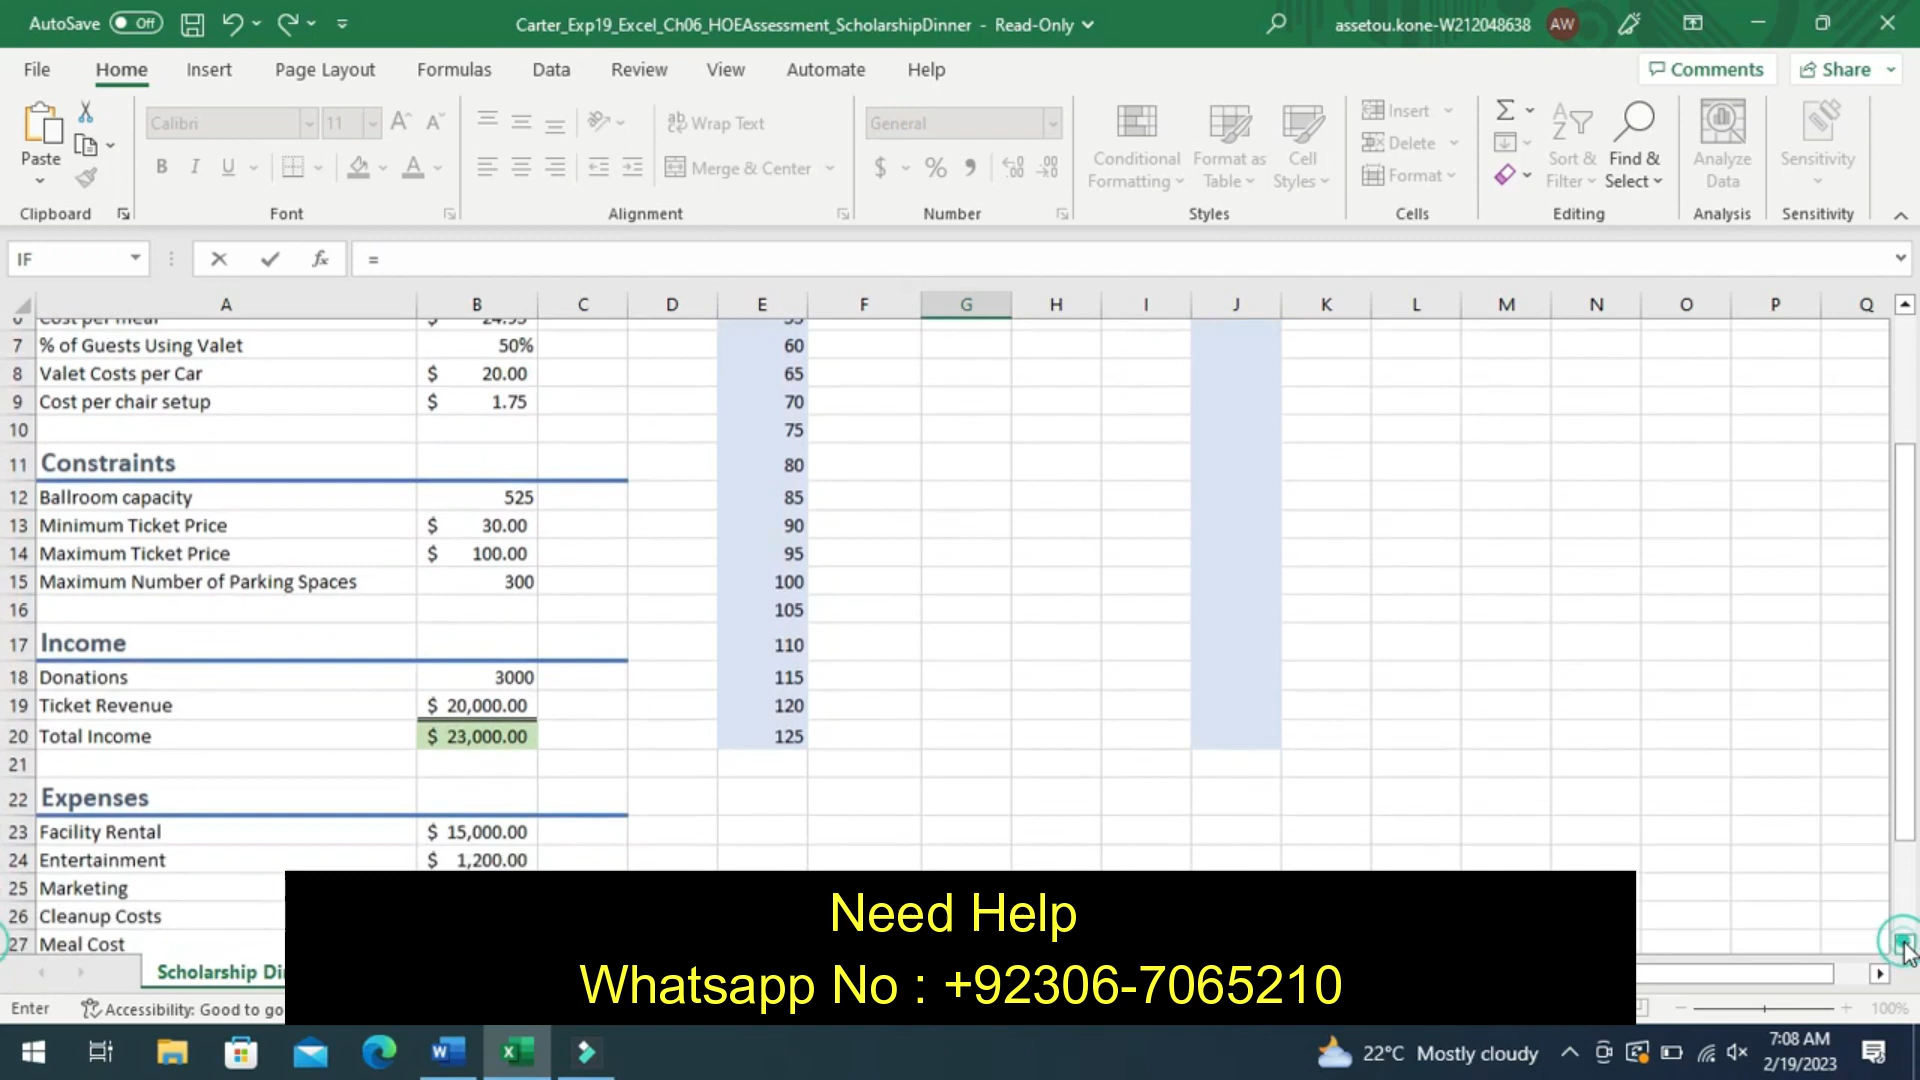 AutoSave Off Carter_Exp19_Excel_Ch06_HOEAssessment_ScholarshipDinner - Read-Only assetou.kone-W212048638 AW
File Home Insert Page Layout Formulas Data Review View Automate Help Comments Share
Paste
Calibri 11
B I U A
ab Wrap Text
Merge & Center
General
$ % ,
Conditional Formatting
Format as Table
Cell Styles
Insert
Delete
Format
Sort & Filter
Find & Select
Analyze Data
Sensitivity
Clipboard Font Alignment Number Styles Cells Editing Analysis Sensitivity
IF fx =
A B C D E F G H I J K L M N O P Q
6 Cost per meal $ 24.95 55
7 % of Guests Using Valet 50% 60
8 Valet Costs per Car $ 20.00 65
9 Cost per chair setup $ 1.75 70
10 75
11 Constraints 80
12 Ballroom capacity 525 85
13 Minimum Ticket Price $ 30.00 90
14 Maximum Ticket Price $ 100.00 95
15 Maximum Number of Parking Spaces 300 100
16 105
17 Income 110
18 Donations 3000 115
19 Ticket Revenue $ 20,000.00 120
20 Total Income $ 23,000.00 125
21
22 Expenses
23 Facility Rental $ 15,000.00
24 Entertainment $ 1,200.00
25 Marketing
26 Cleanup Costs
27 Meal Cost
Need Help
Whatsapp No : +92306-7065210
Scholarship Di
Enter Accessibility: Good to go 100%
22°C Mostly cloudy 7:08 AM
2/19/2023